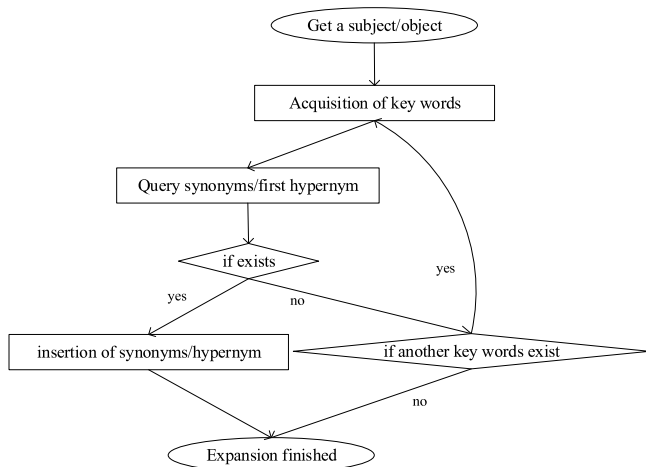 Get a subject/object
Acquisition of key words
Query synonyms/first hypernym
if exists
yes
yes
no
insertion of synonyms/hypernym
if another key words exist
no
Expansion finished